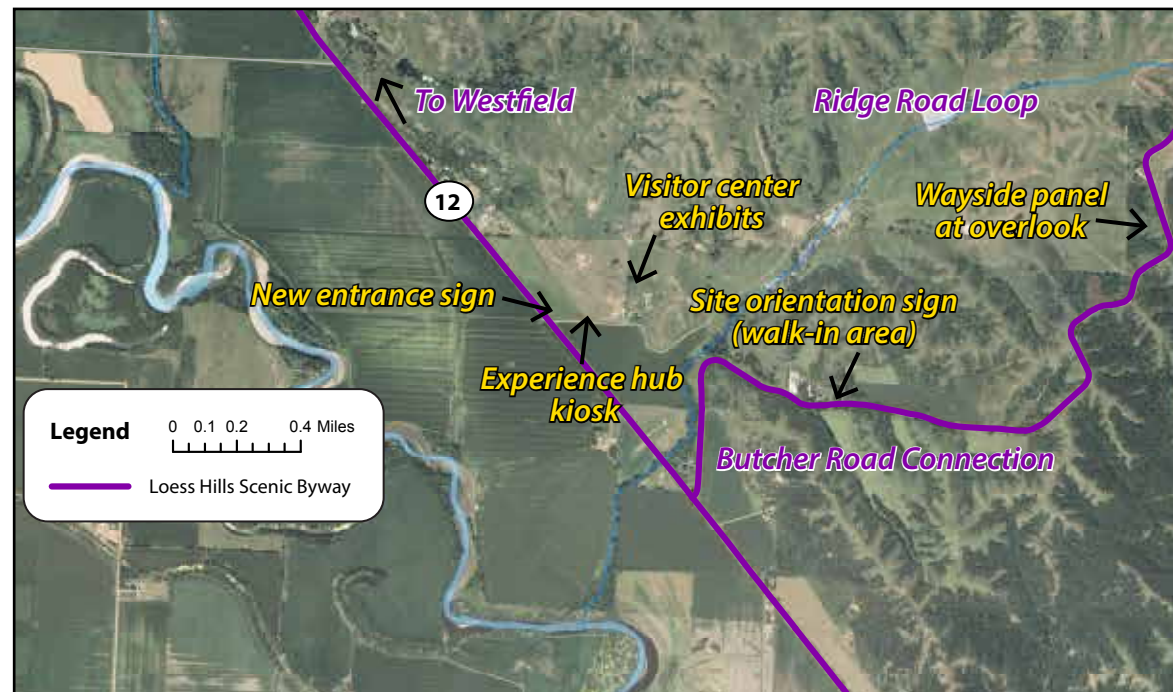 To Westfield
Ridge Road Loop
12
Visitor center
exhibits
Wayside panel
at overlook
New entrance sign
Site orientation sign
(walk-in area)
Experience hub
kiosk
Legend
0 0.1 0.2 0.4 Miles
Loess Hills Scenic Byway
Butcher Road Connection